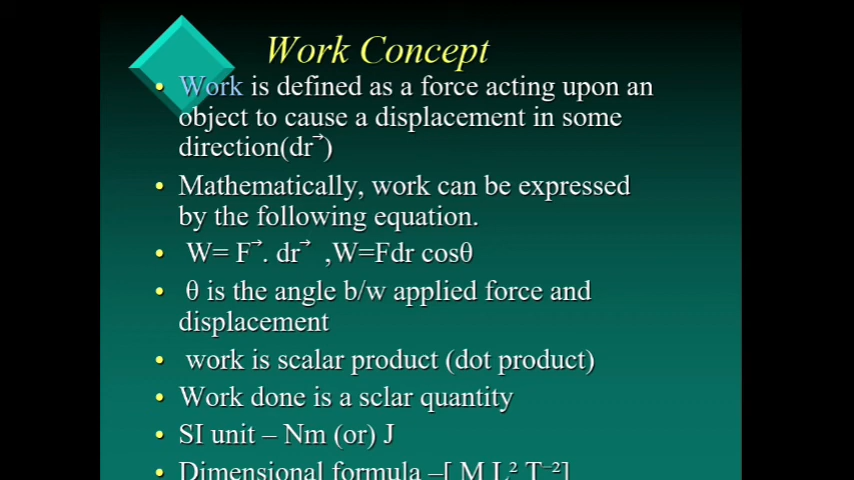 Work Concept
• Work is defined as a force acting upon an
object to cause a displacement in some
direction(dr⃗)
• Mathematically, work can be expressed
by the following equation.
• W= F⃗. dr⃗ ,W=Fdr cosθ
• θ is the angle b/w applied force and
displacement
• work is scalar product (dot product)
• Work done is a sclar quantity
• SI unit – Nm (or) J
• Dimensional formula –[ M L² T⁻²]